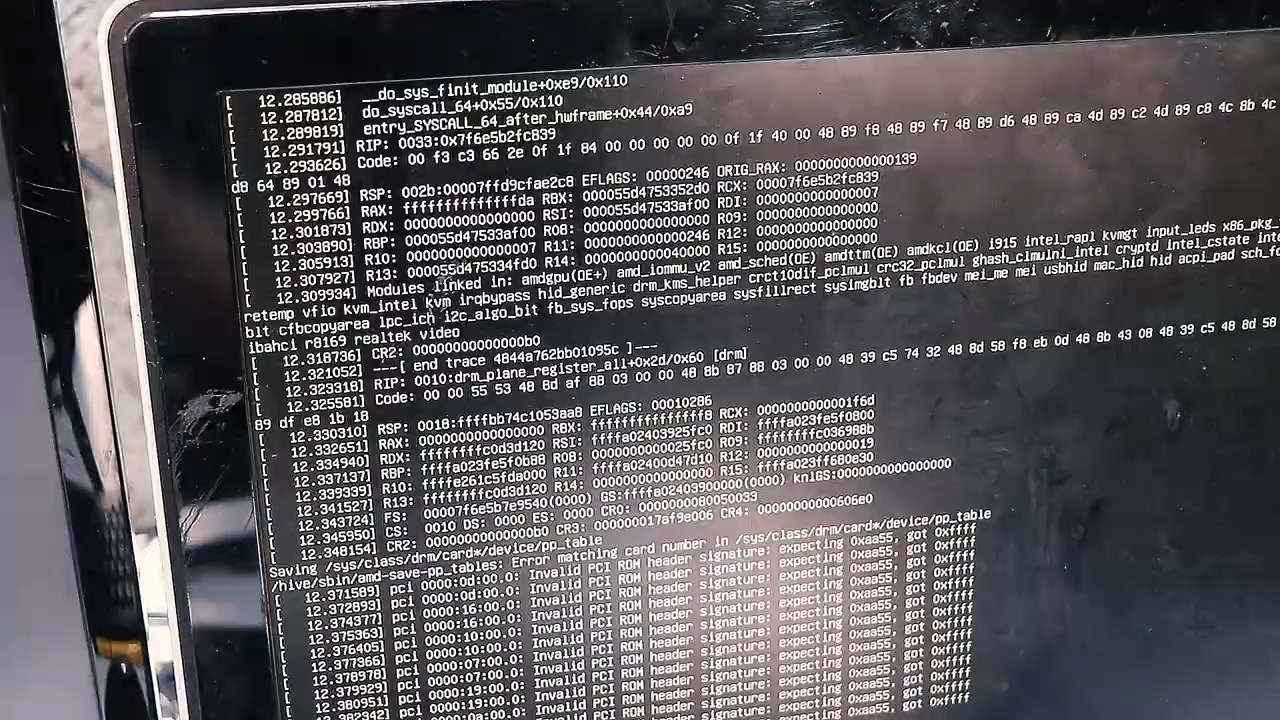 [ 12.285886] __do_sys_finit_module+0xe9/0x110
[ 12.287812] do_syscall_64+0x55/0x110
[ 12.289819] entry_SYSCALL_64_after_hwframe+0x44/0xa9
[ 12.291791] RIP: 0033:0x7f6e5b2fc839
[ 12.293626] Code: 00 f3 c3 66 2e 0f 1f 84 00 00 00 00 00 0f 1f 40 00 48 89 f8 48 89 f7 48 89 d6 48 89 ca 4d 89 c2 4d 89 c8 4c 8b 4c
d8 64 89 01 48
[ 12.297669] RSP: 002b:00007ffd9cfae2c8 EFLAGS: 00000246 ORIG_RAX: 0000000000000139
[ 12.299766] RAX: ffffffffffffffda RBX: 000055d4753352d0 RCX: 00007f6e5b2fc839
[ 12.301873] RDX: 0000000000000000 RSI: 000055d47533af00 RDI: 0000000000000007
[ 12.303890] RBP: 000055d47533af00 R08: 0000000000000000 R09: 0000000000000000
[ 12.305913] R10: 0000000000000007 R11: 0000000000000246 R12: 0000000000000000
[ 12.307927] R13: 000055d475334fd0 R14: 0000000000040000 R15: 0000000000000000
[ 12.309934] Modules linked in: amdgpu(OE+) amd_iommu_v2 amd_sched(OE) amdttm(OE) amdkcl(OE) i915 intel_rapl kvmgt input_leds x86_pkg_
retemp vfio kvm_intel kvm irqbypass hid_generic drm_kms_helper crct10dif_pclmul crc32_pclmul ghash_clmulni_intel cryptd intel_cstate
blt cfbcopyarea lpc_ich i2c_algo_bit fb_sys_fops syscopyarea sysfillrect sysimgblt fb fbdev mei_me mei usbhid mac_hid hid acpi_pad
ibahci r8169 realtek video
[ 12.318736] CR2: 00000000000000b0
[ 12.321052] ---[ end trace 4844a762bb01095c ]---
[ 12.323318] RIP: 0010:drm_plane_register_all+0x2d/0x60 [drm]
[ 12.325581] Code: 00 00 55 53 48 8d af 88 03 00 00 48 8b 87 88 03 00 00 48 39 c5 74 32 48 8d 58 f8 eb 0d 48 8b 43 08 48 39 c5 48 8d 58
89 df e8 1b 18
[ 12.330310] RSP: 0018:ffffbb74c1053aa8 EFLAGS: 00010286
[ 12.332651] RAX: 0000000000000000 RBX: fffffffffffffff8 RCX: 0000000000001f6d
[ 12.334940] RDX: ffffffffc0d3d120 RSI: ffffa02403925fc0 RDI: ffffa023fe5f0800
[ 12.337137] RBP: ffffa023fe5f0b88 R08: 00000000000025fc0 R09: ffffffffc036988b
[ 12.339339] R10: ffffe261c5fda000 R11: ffffa02400d47d10 R12: 0000000000000019
[ 12.341527] R13: ffffffffc0d3d120 R14: 0000000000000000 R15: ffffa023ff680e30
[ 12.343724] FS: 00007f6e5b7e9540(0000) GS:ffffa02403900000(0000) knlGS:0000000000000000
[ 12.345950] CS: 0010 DS: 0000 ES: 0000 CR0: 0000000080050033
[ 12.348154] CR2: 00000000000000b0 CR3: 000000017af9e006 CR4: 00000000000606e0
Saving /sys/class/drm/card*/device/pp_table
/hive/sbin/amd-save-pp_tables: Error matching card number in /sys/class/drm/card*/device/pp_table
[ 12.371589] pci 0000:0d:00.0: Invalid PCI ROM header signature: expecting 0xaa55, got 0xffff
[ 12.372893] pci 0000:0d:00.0: Invalid PCI ROM header signature: expecting 0xaa55, got 0xffff
[ 12.374377] pci 0000:16:00.0: Invalid PCI ROM header signature: expecting 0xaa55, got 0xffff
[ 12.375363] pci 0000:16:00.0: Invalid PCI ROM header signature: expecting 0xaa55, got 0xffff
[ 12.376405] pci 0000:10:00.0: Invalid PCI ROM header signature: expecting 0xaa55, got 0xffff
[ 12.377366] pci 0000:10:00.0: Invalid PCI ROM header signature: expecting 0xaa55, got 0xffff
[ 12.378978] pci 0000:07:00.0: Invalid PCI ROM header signature: expecting 0xaa55, got 0xffff
[ 12.379929] pci 0000:07:00.0: Invalid PCI ROM header signature: expecting 0xaa55, got 0xffff
[ 12.380951] pci 0000:19:00.0: Invalid PCI ROM header signature: expecting 0xaa55, got 0xffff